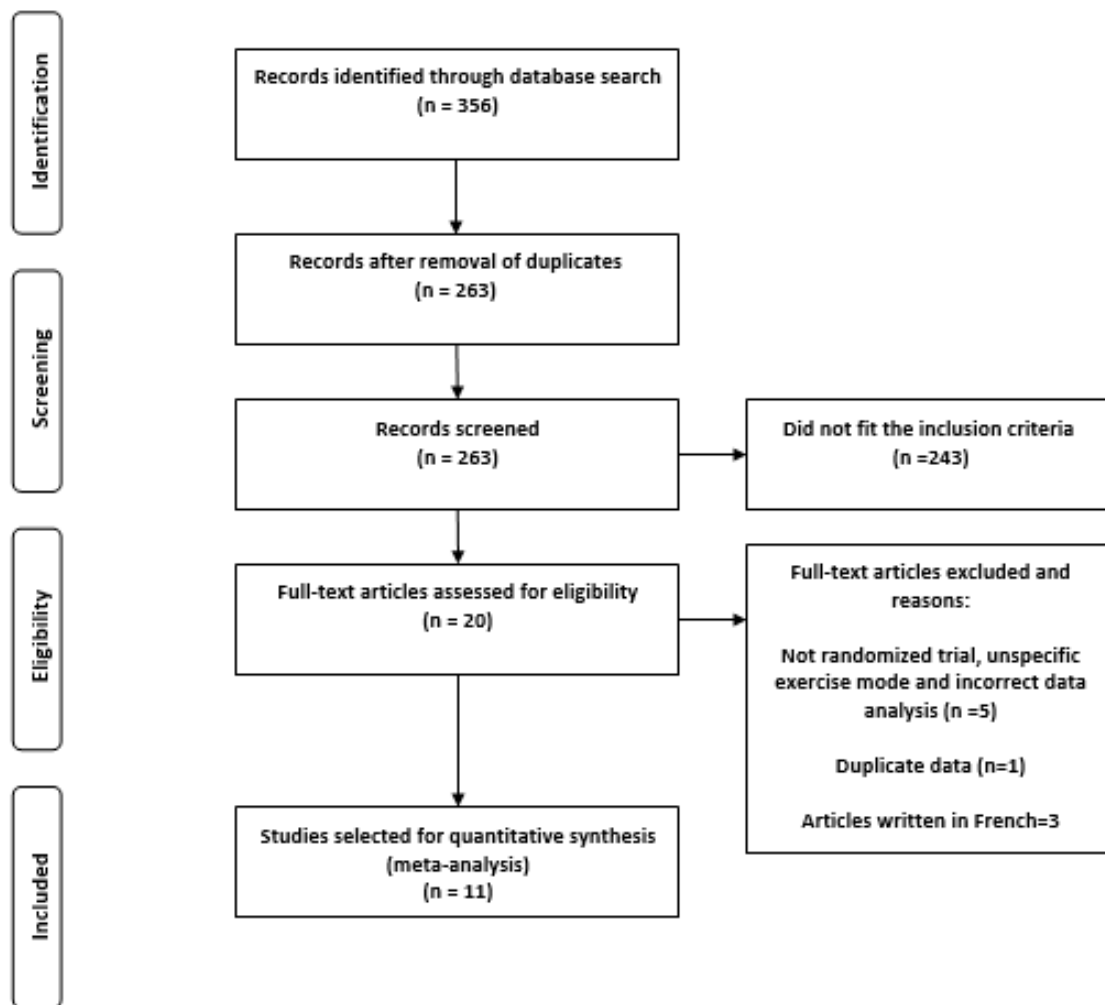 Identification
Records identified through database search
(n = 356)
Records after removal of duplicates
(n = 263)
Screening
Records screened
(n = 263)
Did not fit the inclusion criteria
(n =243)
Eligibility
Full-text articles assessed for eligibility
(n = 20)
Full-text articles excluded and
reasons:
Not randomized trial, unspecific
exercise mode and incorrect data
analysis (n =5)
Duplicate data (n=1)
Articles written in French=3
Included
Studies selected for quantitative synthesis
(meta-analysis)
(n = 11)